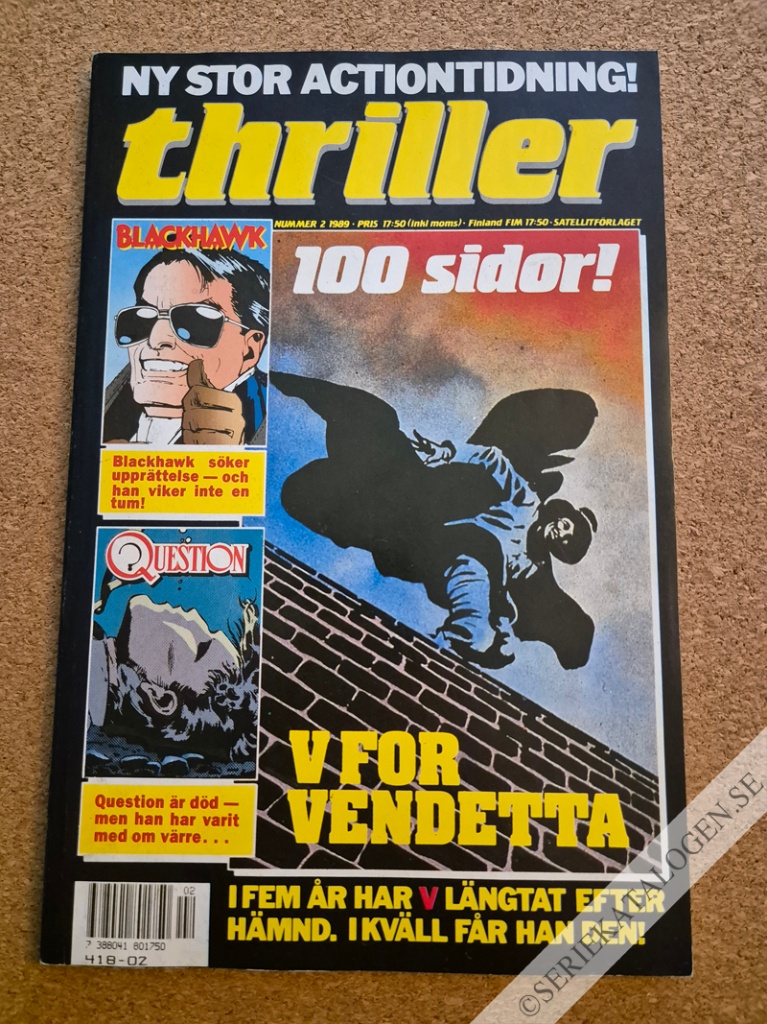 NY STOR ACTIONTIDNING!
thriller
NUMMER 2 1989 · PRIS 17:50 (inkl moms) · Finland FIM 17:50 · SATELLITFÖRLAGET
BLACKHAWK
100 sidor!
Blackhawk söker
upprättelse — och
han viker inte en
tum!
QUESTION
V FOR
VENDETTA
Question är död —
men han har varit
med om värre...
I FEM ÅR HAR V LÄNGTAT EFTER
HÄMND. I KVÄLL FÅR HAN DEN!
02
7 388041 801750
418-02
©SERIEKATALOGEN.SE